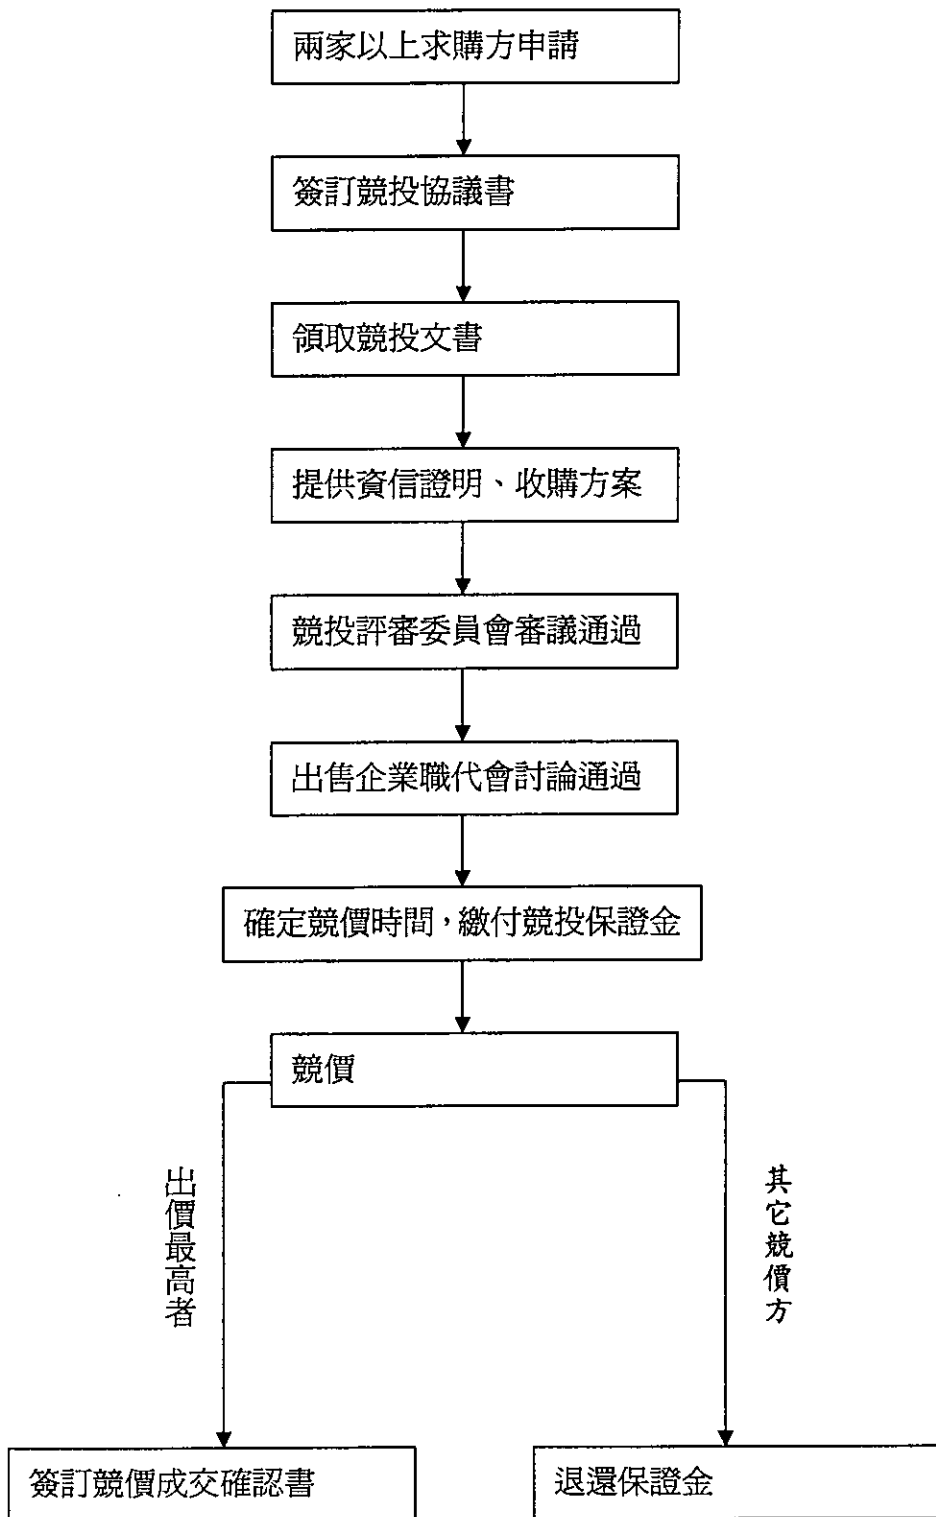 兩家以上求購方申請
簽訂競投協議書
領取競投文書
提供資信證明、收購方案
競投評審委員會審議通過
出售企業職代會討論通過
確定競價時間,繳付競投保證金
競價
出價最高者
其它競價方
簽訂競價成交確認書
退還保證金